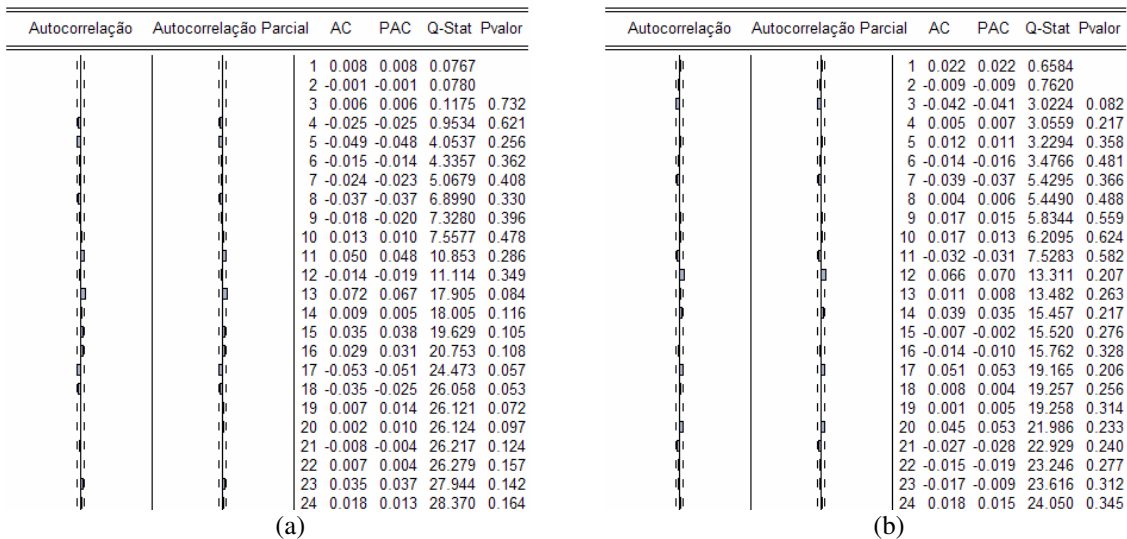 Autocorrelação Autocorrelação Parcial AC PAC Q-Stat Pvalor
1 0.008 0.008 0.0767
2 -0.001 -0.001 0.0780
3 0.006 0.006 0.1175 0.732
4 -0.025 -0.025 0.9534 0.621
5 -0.049 -0.048 4.0537 0.256
6 -0.015 -0.014 4.3357 0.362
7 -0.024 -0.023 5.0679 0.408
8 -0.037 -0.037 6.8990 0.330
9 -0.018 -0.020 7.3280 0.396
10 0.013 0.010 7.5577 0.478
11 0.050 0.048 10.853 0.286
12 -0.014 -0.019 11.114 0.349
13 0.072 0.067 17.905 0.084
14 0.009 0.005 18.005 0.116
15 0.035 0.038 19.629 0.105
16 0.029 0.031 20.753 0.108
17 -0.053 -0.051 24.473 0.057
18 -0.035 -0.025 26.058 0.053
19 0.007 0.014 26.121 0.072
20 0.002 0.010 26.124 0.097
21 -0.008 -0.004 26.217 0.124
22 0.007 0.004 26.279 0.157
23 0.035 0.037 27.944 0.142
24 0.018 0.013 28.370 0.164
(a)
Autocorrelação Autocorrelação Parcial AC PAC Q-Stat Pvalor
1 0.022 0.022 0.6584
2 -0.009 -0.009 0.7620
3 -0.042 -0.041 3.0224 0.082
4 0.005 0.007 3.0559 0.217
5 0.012 0.011 3.2294 0.358
6 -0.014 -0.016 3.4766 0.481
7 -0.039 -0.037 5.4295 0.366
8 0.004 0.006 5.4490 0.488
9 0.017 0.015 5.8344 0.559
10 0.017 0.013 6.2095 0.624
11 -0.032 -0.031 7.5283 0.582
12 0.066 0.070 13.311 0.207
13 0.011 0.008 13.482 0.263
14 0.039 0.035 15.457 0.217
15 -0.007 -0.002 15.520 0.276
16 -0.014 -0.010 15.762 0.328
17 0.051 0.053 19.165 0.206
18 0.008 0.004 19.257 0.256
19 0.001 0.005 19.258 0.314
20 0.045 0.053 21.986 0.233
21 -0.027 -0.028 22.929 0.240
22 -0.015 -0.019 23.246 0.277
23 -0.017 -0.009 23.616 0.312
24 0.018 0.015 24.050 0.345
(b)